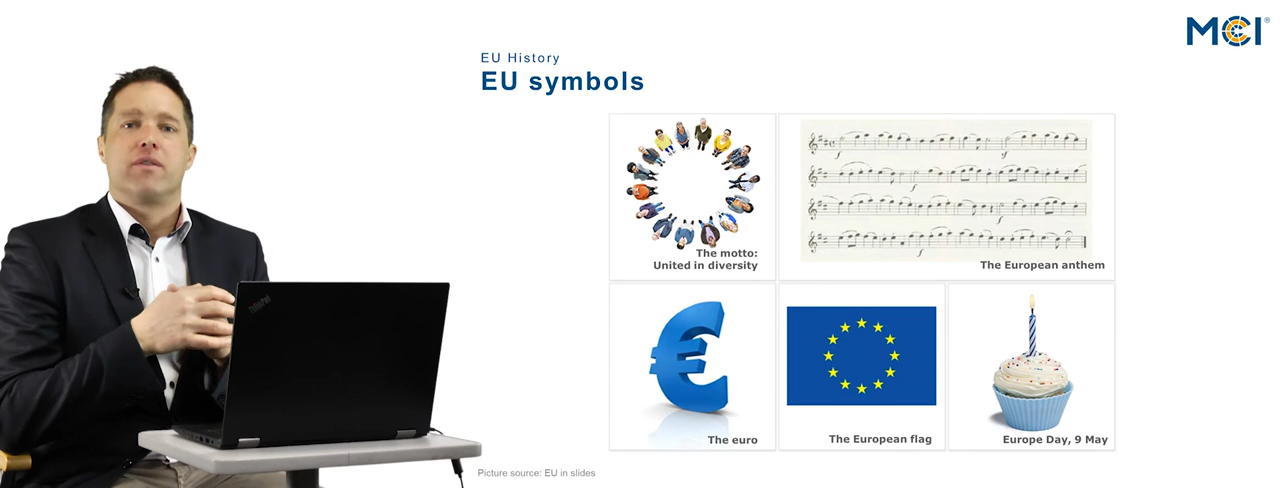 MCI®
EU History
EU symbols
The motto:
United in diversity
The European anthem
The euro
The European flag
Europe Day, 9 May
ThinkPad
Picture source: EU in slides